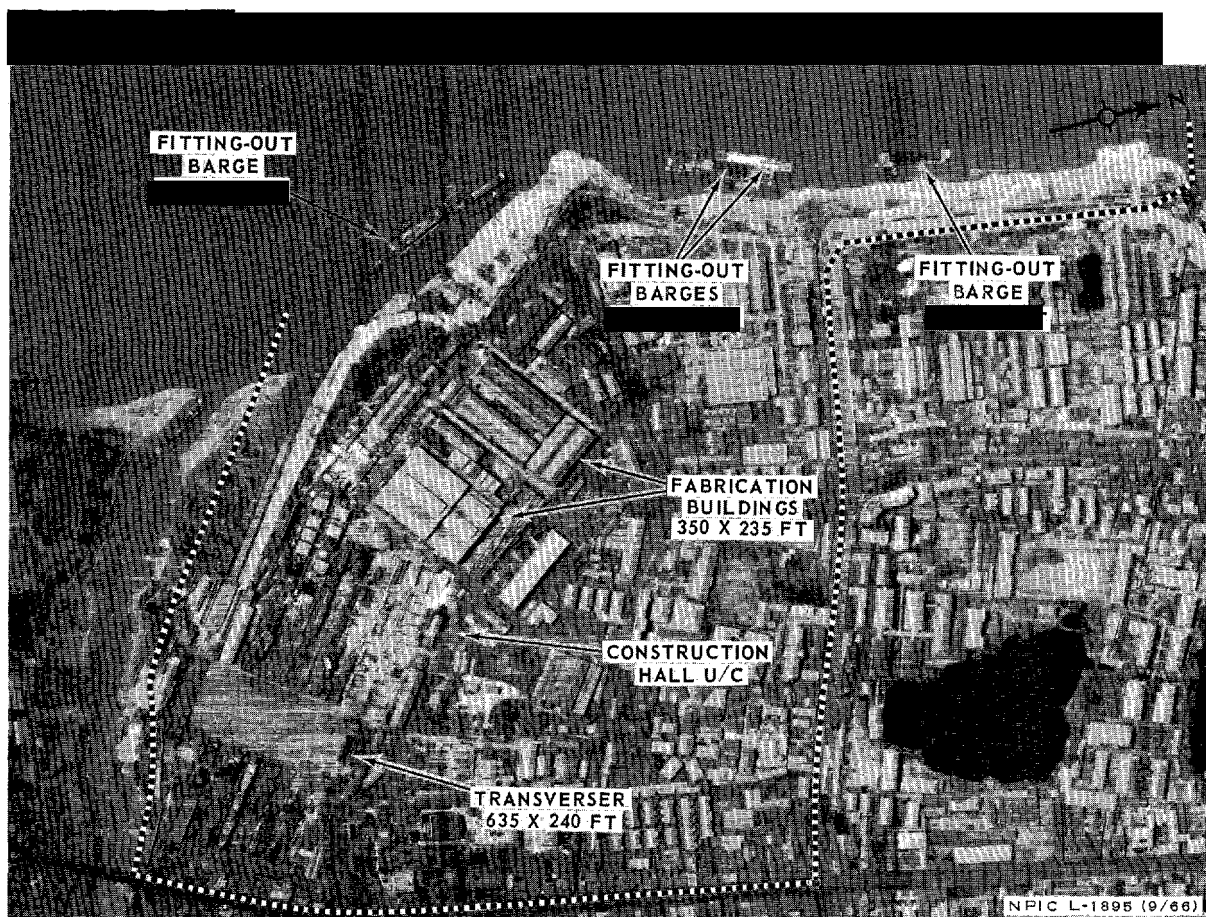 N
FITTING-OUT
BARGE
FITTING-OUT
BARGES
FITTING-OUT
BARGE
FABRICATION
BUILDINGS
350 X 235 FT
CONSTRUCTION
HALL U/C
TRANSVERSER
635 X 240 FT
NPIC L-1895 (9/66)